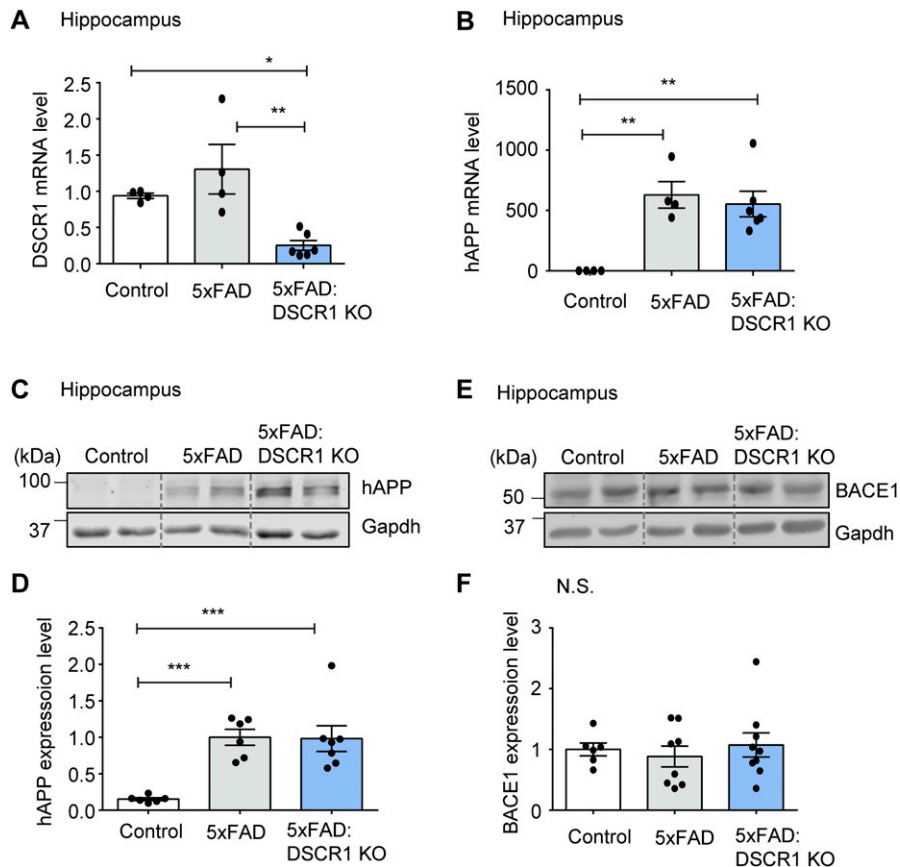 A Hippocampus
DSCR1 mRNA level
2.5
2.0
1.5
1.0
0.5
0.0
*
**
Control
5xFAD
5xFAD:
DSCR1 KO
B Hippocampus
hAPP mRNA level
1500
1000
500
0
**
**
Control
5xFAD
5xFAD:
DSCR1 KO
C Hippocampus
(kDa)
Control
5xFAD
5xFAD:
DSCR1 KO
100
hAPP
37
Gapdh
E Hippocampus
(kDa)
Control
5xFAD
5xFAD:
DSCR1 KO
50
BACE1
37
Gapdh
D
hAPP expressoion level
2.5
2.0
1.5
1.0
0.5
0.0
***
***
Control
5xFAD
5xFAD:
DSCR1 KO
F
N.S.
BACE1 expressoion level
3
2
1
0
Control
5xFAD
5xFAD:
DSCR1 KO